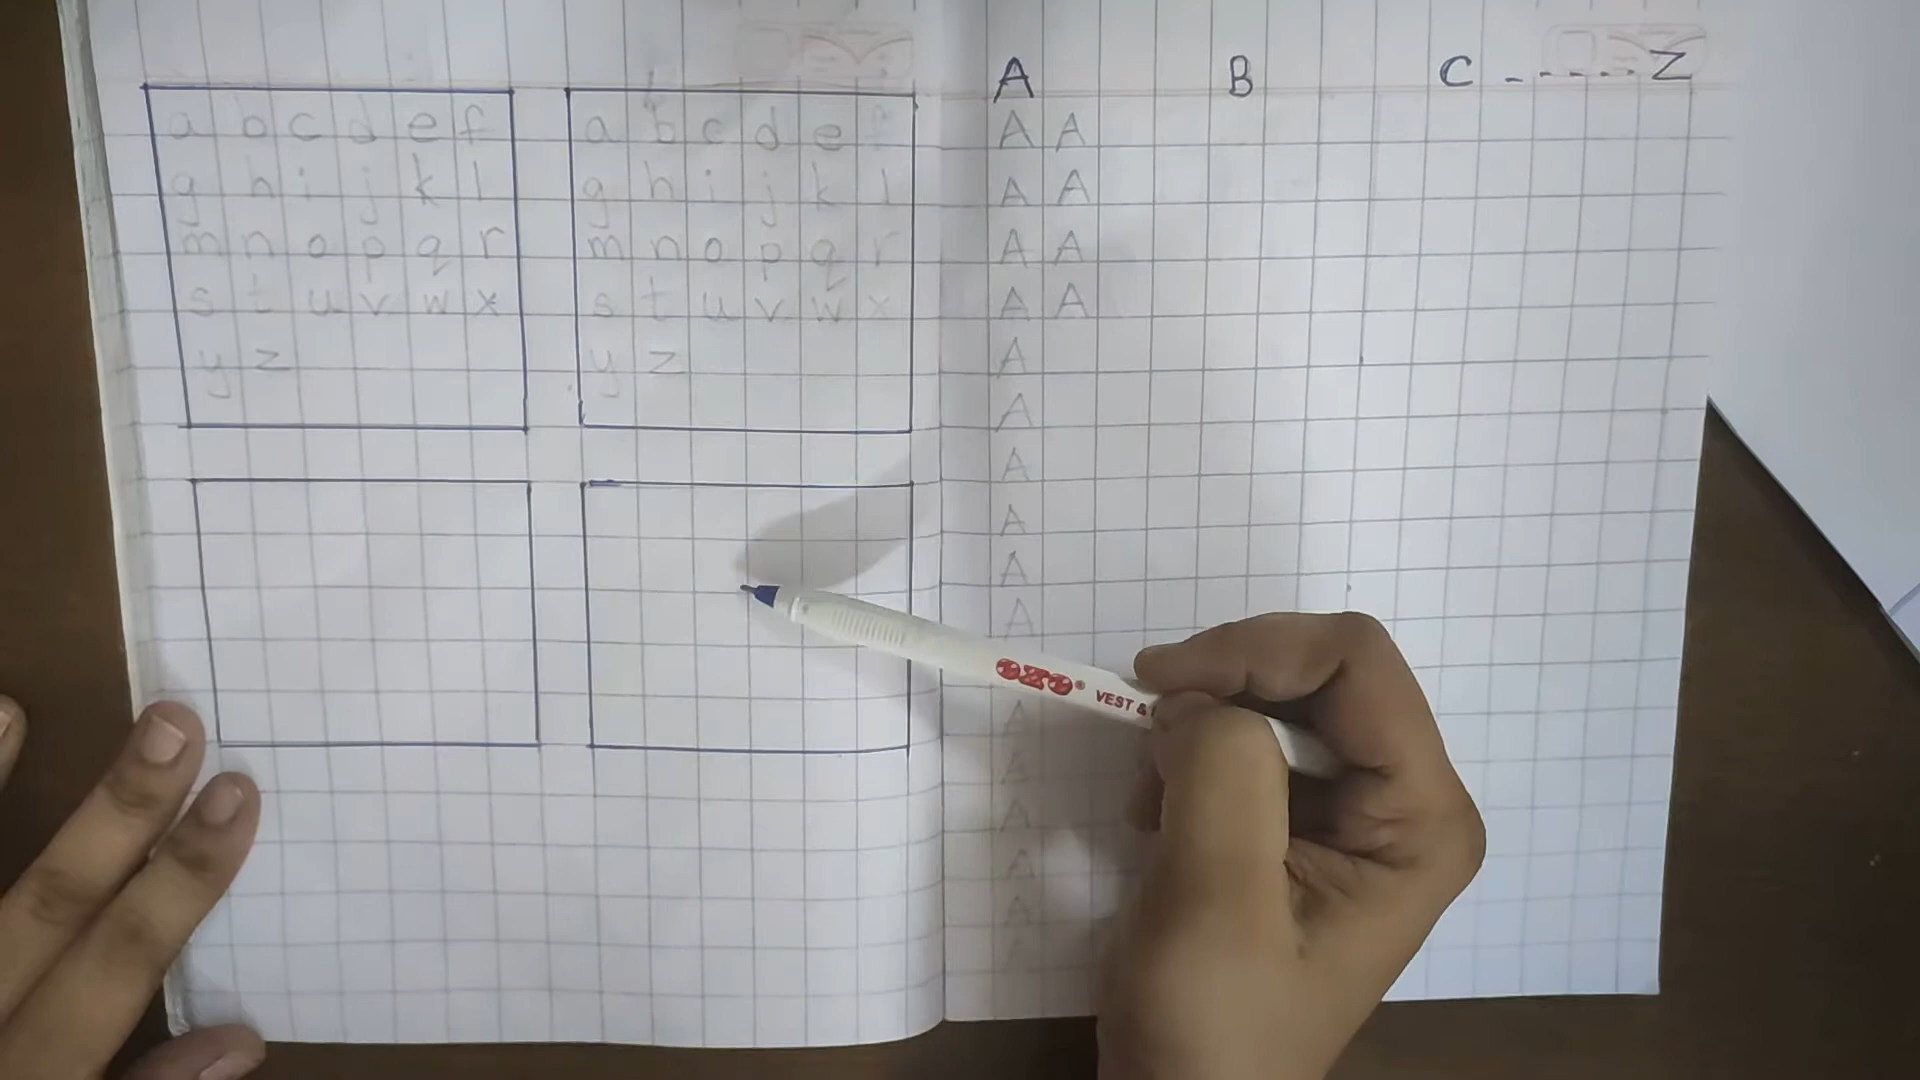 a b c d e f
g h i j k l
m n o p q r
s t u v w x
y z
a b c d e f
g h i j k l
m n o p q r
s t u v w x
y z
A B C ------ Z
A A
A A
A A
A A
A
A
A
A
A
A
A
A
A
A
A
A
OZO® VEST &